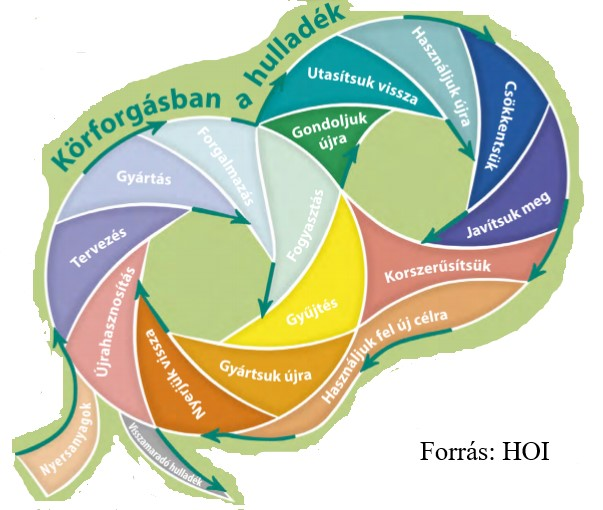 Körforgásban a hulladék
Utasítsuk vissza
Használjuk újra
Csökkentsük
Javítsuk meg
Korszerűsítsük
Használjuk fel új célra
Gondoljuk
újra
Forgalmazás
Gyártás
Tervezés
Újrahasznosítás
Nyerjük vissza
Gyártsuk újra
Gyűjtés
Fogyasztás
Nyersanyagok
Visszamaradó hulladék
Forrás: HOI